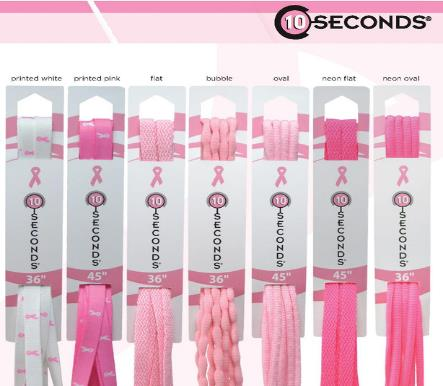 10 SECONDS®
printed white printed pink flat bubble oval neon flat neon oval
10 SECONDS® 10 SECONDS® 10 SECONDS® 10 SECONDS® 10 SECONDS® 10 SECONDS® 10 SECONDS®
36" 45" 36" 36" 45" 45" 36"